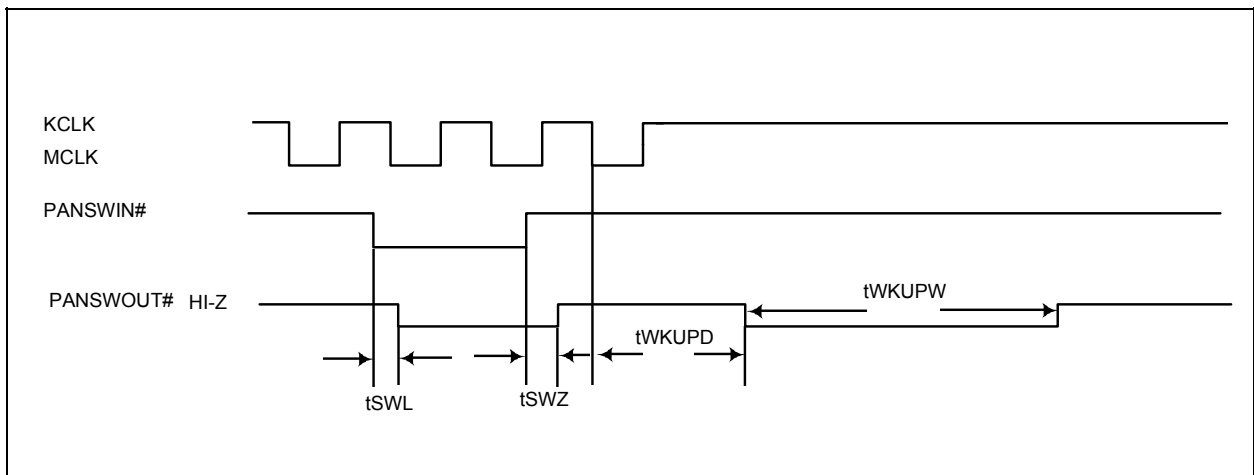 KCLK
MCLK
PANSWIN#
PANSWOUT# HI-Z
tWKUPW
tWKUPD
tSWL
tSWZ